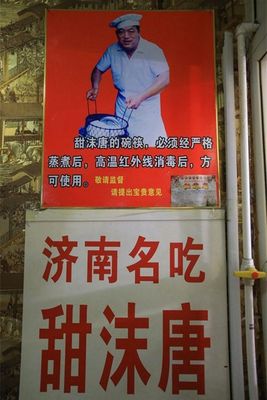 甜沫唐的碗筷,必须经严格
蒸煮后,高温红外线消毒后,方
可使用。敬请监督
请提出宝贵意见
济南名吃
甜沫唐